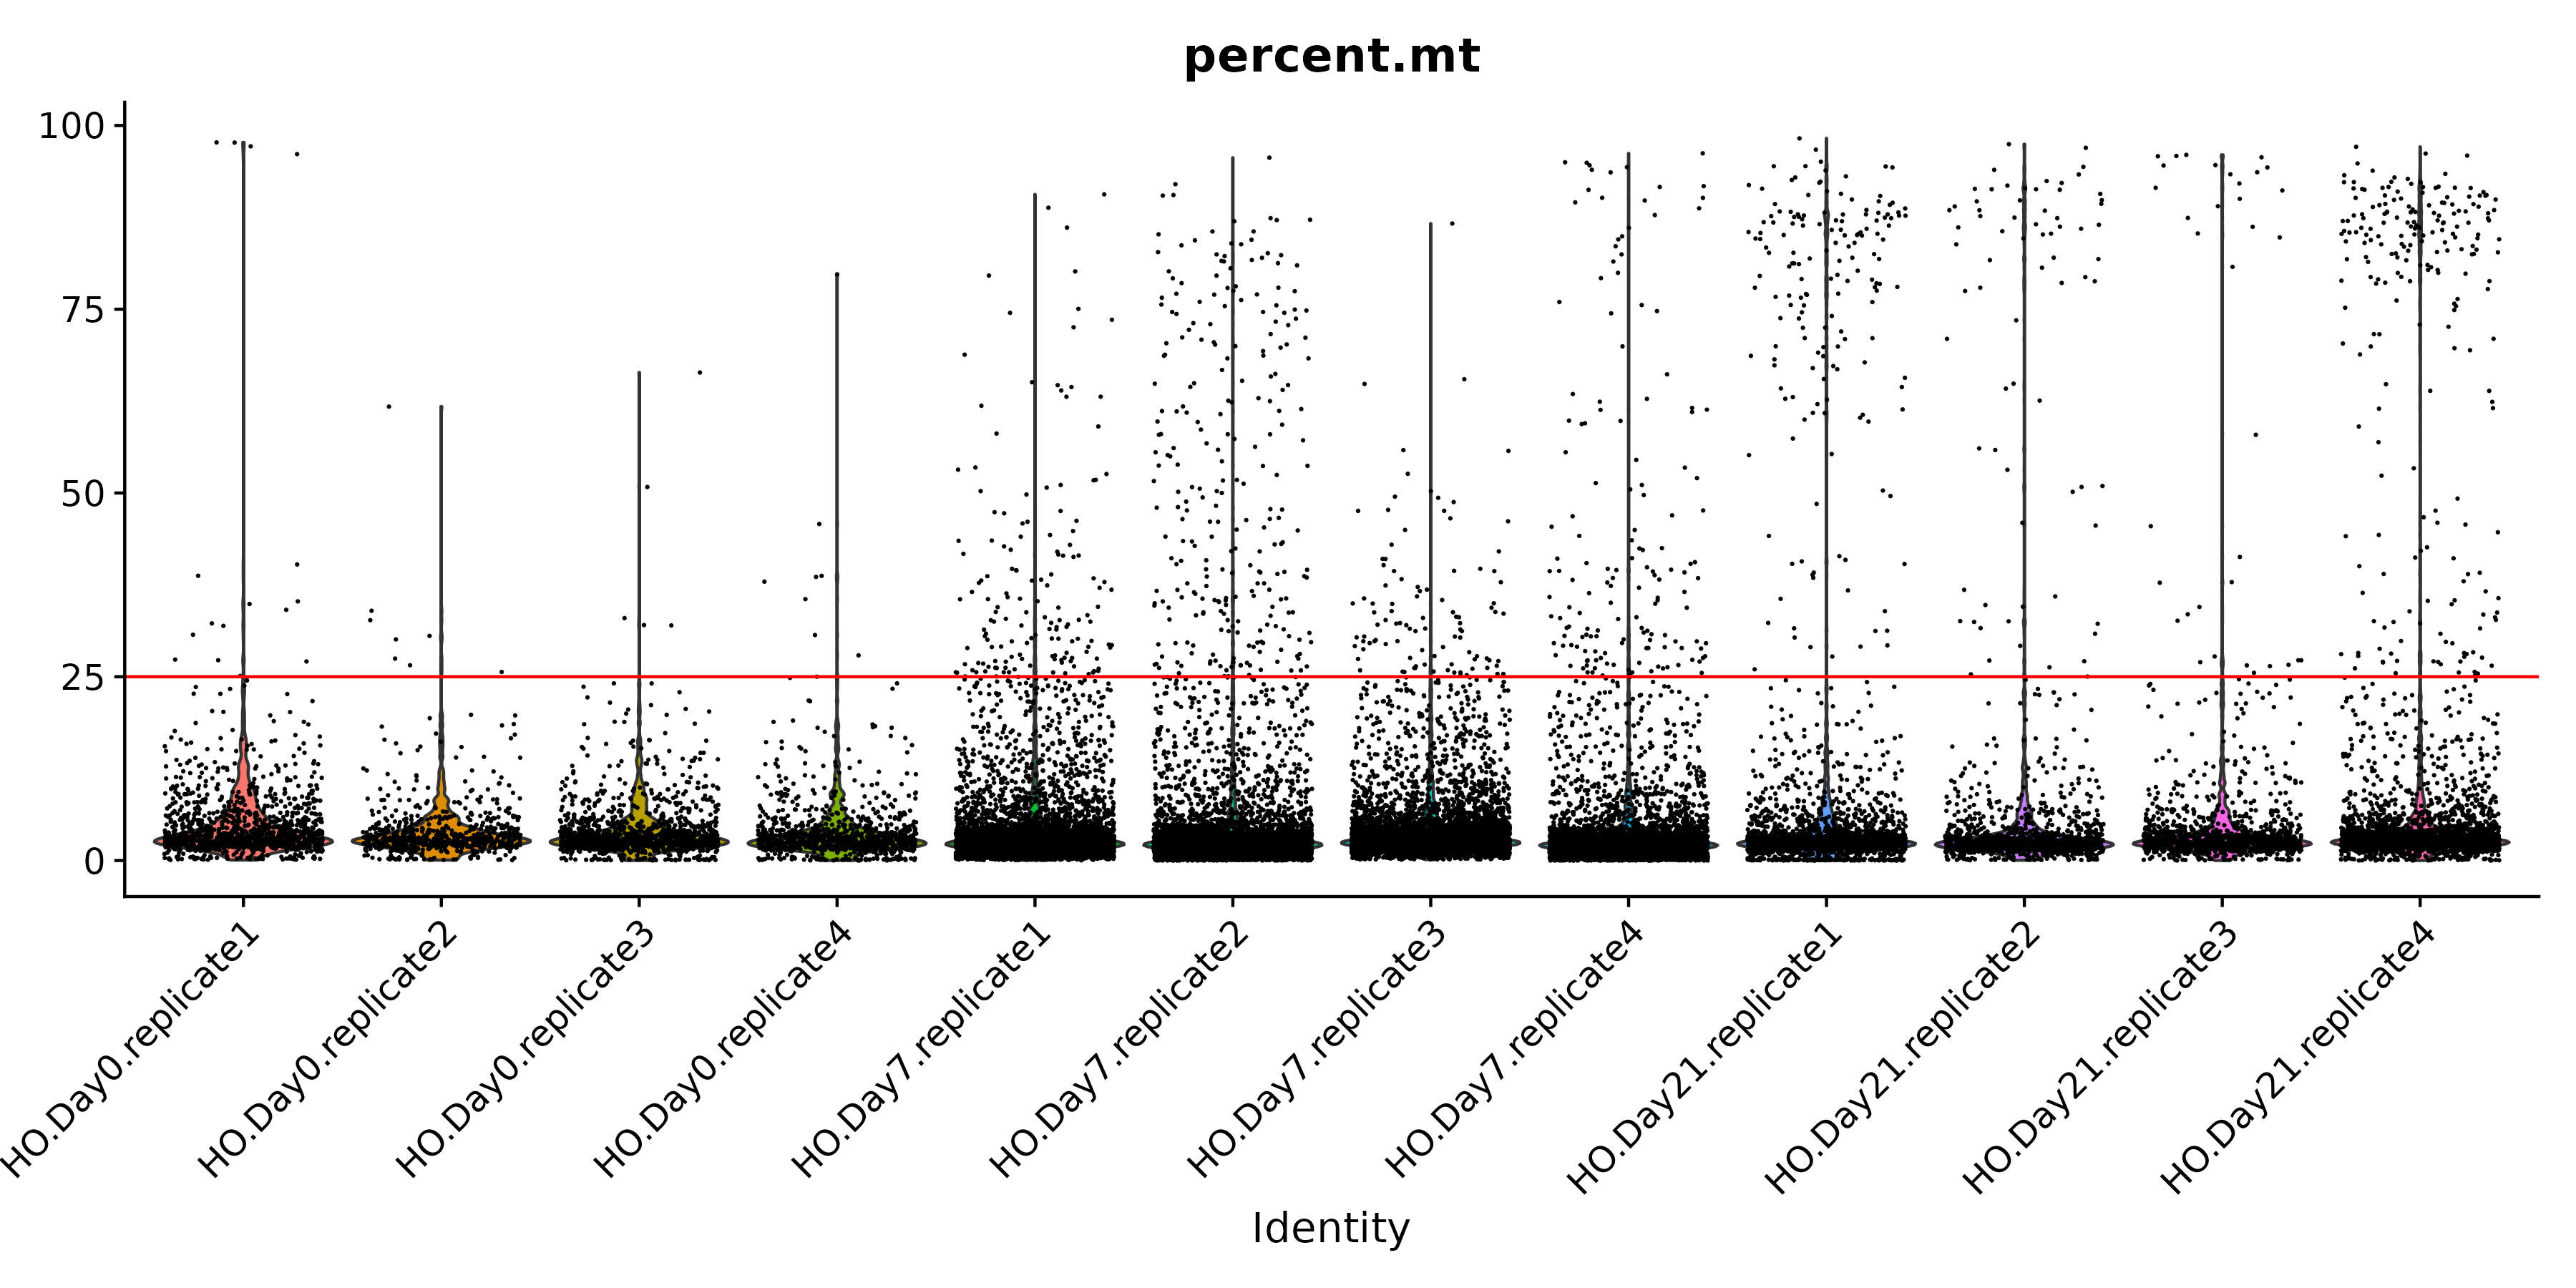 percent.mt
100
75
50
25
0
HO.Day0.replicate1
HO.Day0.replicate2
HO.Day0.replicate3
HO.Day0.replicate4
HO.Day7.replicate1
HO.Day7.replicate2
HO.Day7.replicate3
HO.Day7.replicate4
HO.Day21.replicate1
HO.Day21.replicate2
HO.Day21.replicate3
HO.Day21.replicate4
Identity